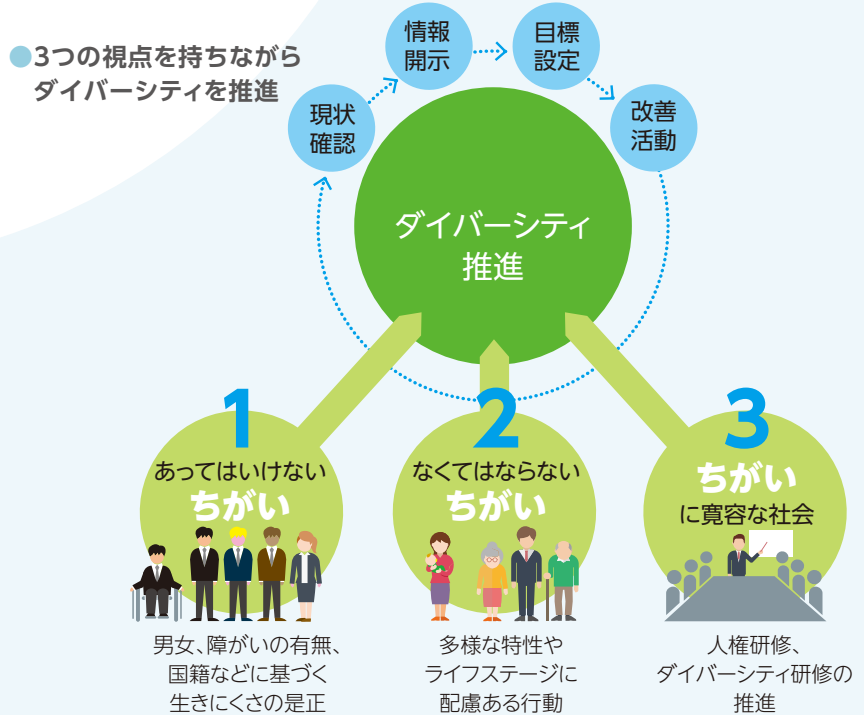 ●3つの視点を持ちながら
ダイバーシティを推進
現状
確認
情報
開示
目標
設定
改善
活動
ダイバーシティ
推進
1
あってはいけない
ちがい
男女、障がいの有無、
国籍などに基づく
生きにくさの是正
2
なくてはならない
ちがい
多様な特性や
ライフステージに
配慮ある行動
3
ちがい
に寛容な社会
人権研修、
ダイバーシティ研修の
推進